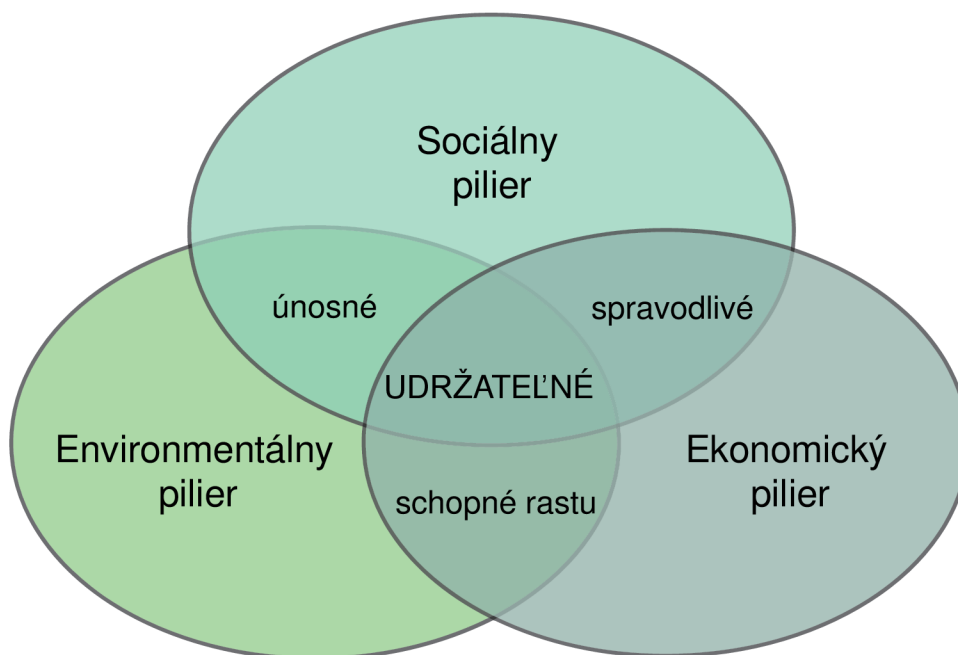 Sociálny
pilier
únosné
spravodlivé
UDRŽATEĽNÉ
Environmentálny
pilier
Ekonomický
pilier
schopné rastu